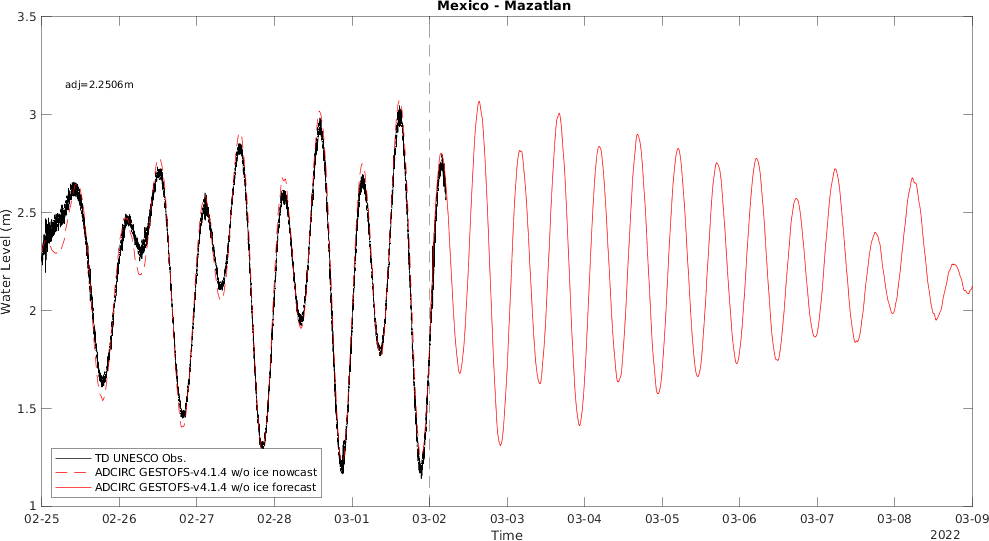 Mexico - Mazatlan
3.5
3
2.5
2
1.5
1
Water Level (m)
adj=2.2506m
TD UNESCO Obs.
ADCIRC GESTOFS-v4.1.4 w/o ice nowcast
ADCIRC GESTOFS-v4.1.4 w/o ice forecast
02-25 02-26 02-27 02-28 03-01 03-02 03-03 03-04 03-05 03-06 03-07 03-08 03-09
Time
2022